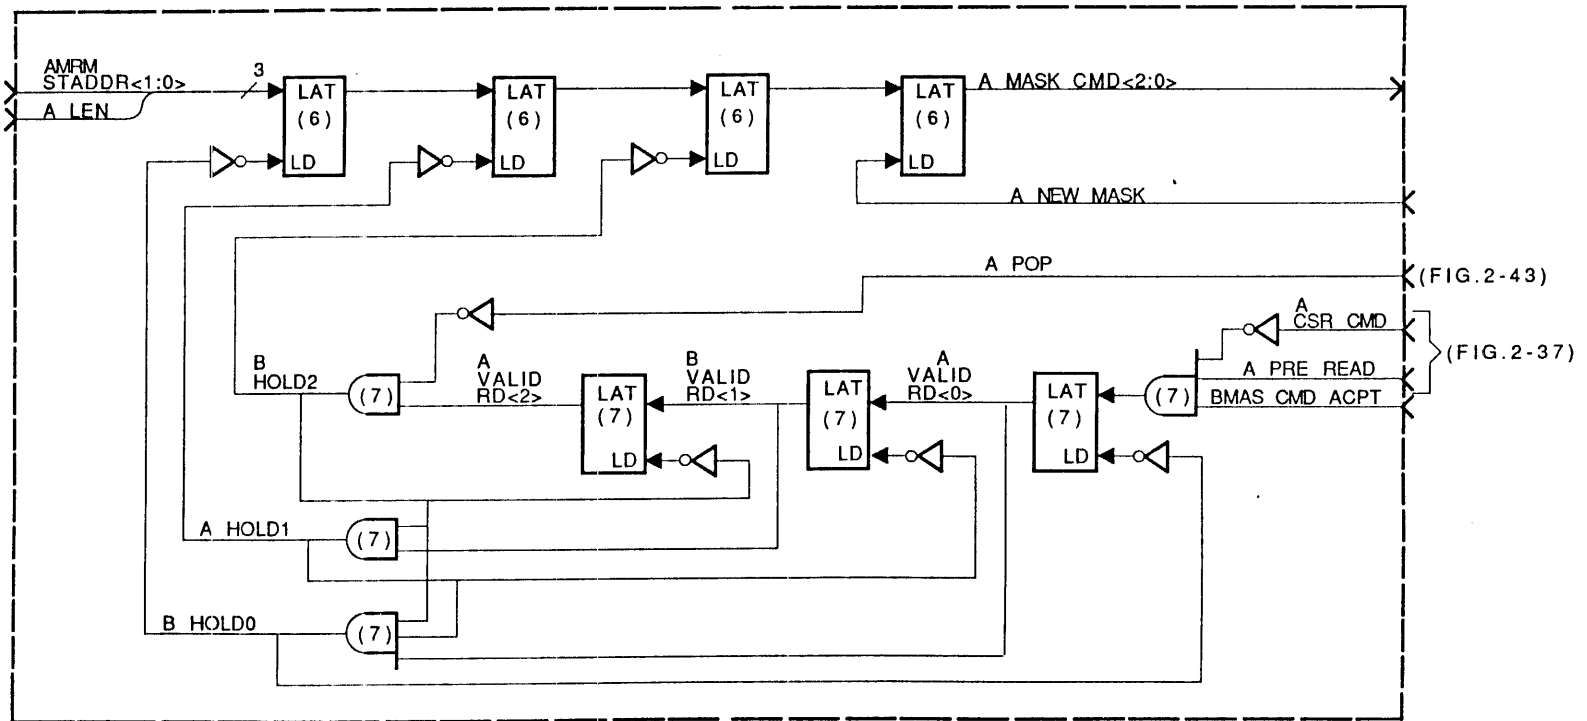 AMRM
STADDR<1:0>
3
A LEN
LAT
(6)
LD
LAT
(6)
LD
LAT
(6)
LD
LAT
(6)
LD
A MASK CMD<2:0>
A NEW MASK
A POP
(FIG.2-43)
A
CSR CMD
(FIG.2-37)
A PRE READ
BMAS CMD ACPT
(7)
B
HOLD2
(7)
A
VALID
RD<2>
LAT
(7)
LD
B
VALID
RD<1>
LAT
(7)
LD
A
VALID
RD<0>
LAT
(7)
LD
A HOLD1
(7)
B HOLD0
(7)